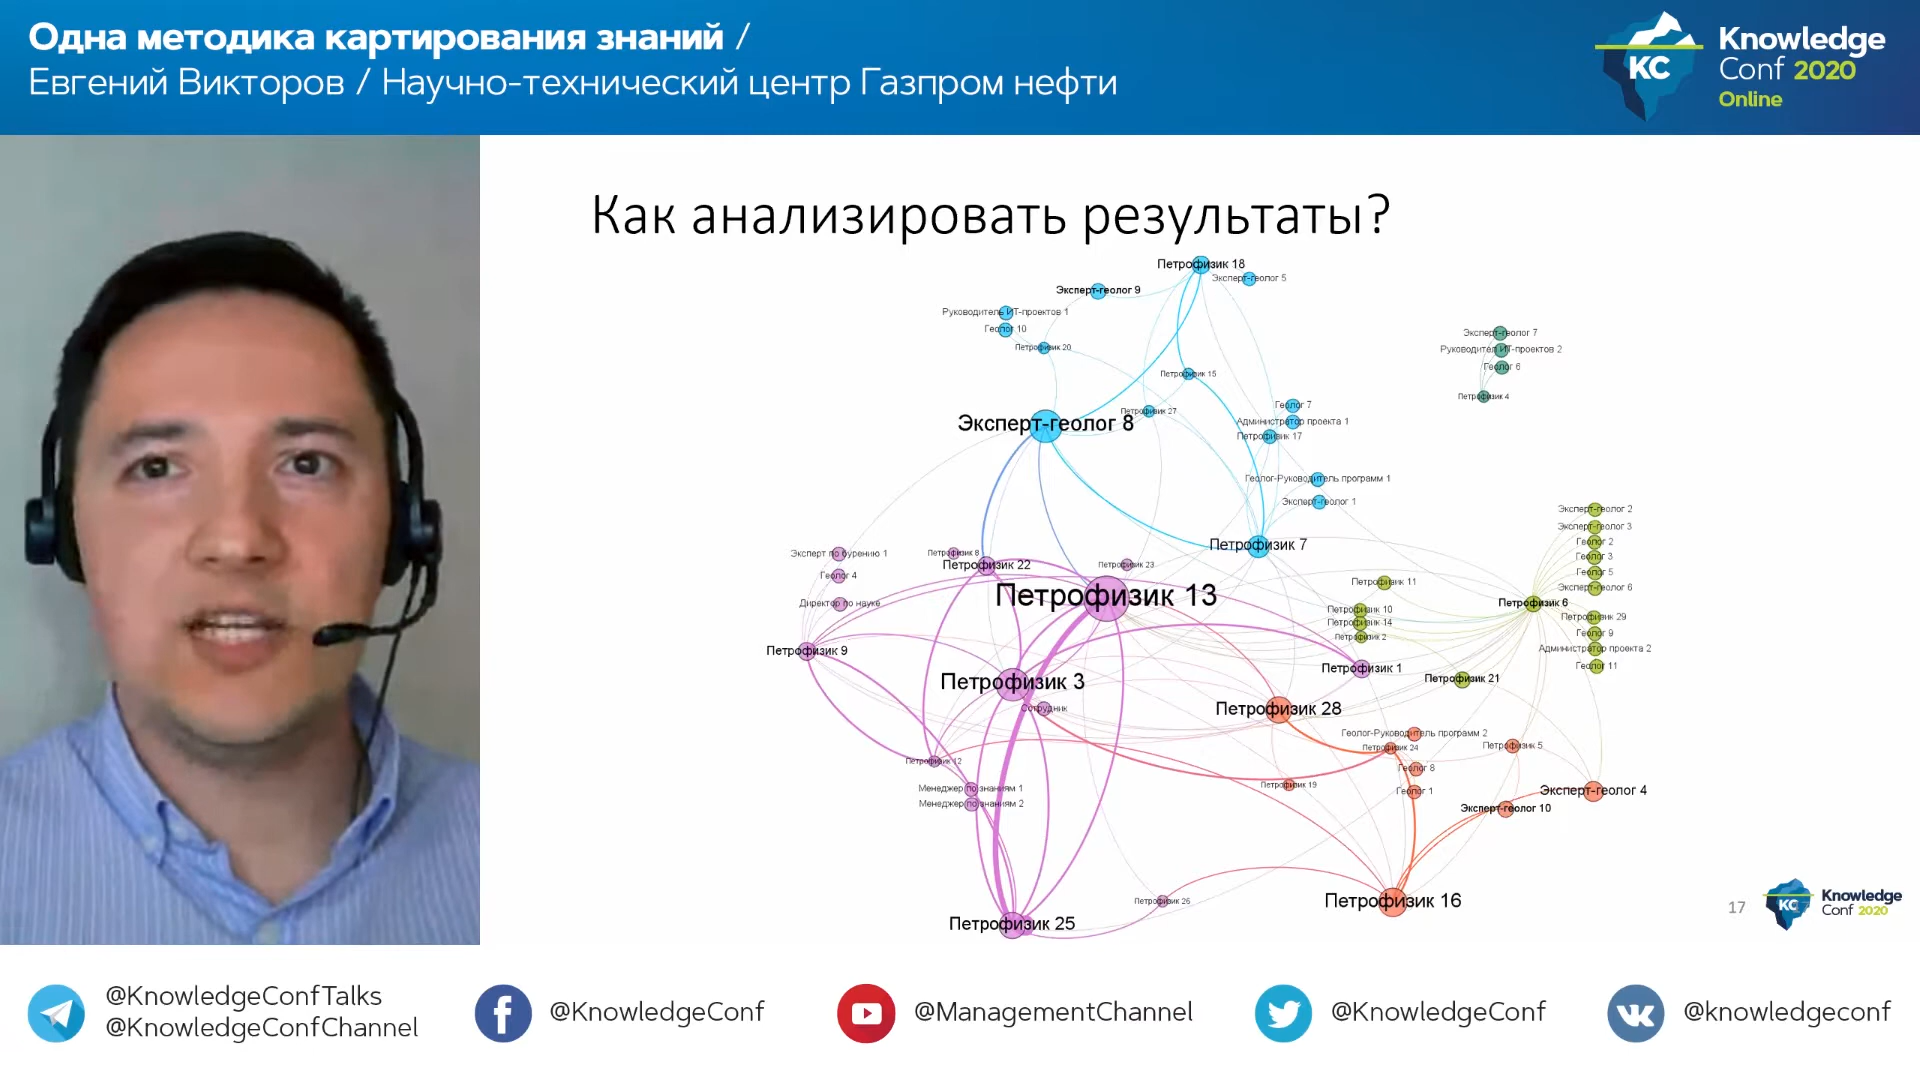 Одна методика картирования знаний /
Евгений Викторов / Научно-технический центр Газпром нефти
KC
Knowledge
Conf 2020
Online
Как анализировать результаты?
Петрофизик 18
Эксперт-геолог 5
Эксперт-геолог 9
Руководитель ИТ-проектов 1
Геолог 10
Петрофизик 20
Эксперт-геолог 7
Руководител ИТ-проектов 2
Геолог 6
Петрофизик 4
Петрофизик 15
Петрофизик 27
Эксперт-геолог 8
Геолог 7
Администратор проекта 1
Петрофизик 17
Геолог-Руководитель программ 1
Эксперт-геолог 1
Петрофизик 7
Эксперт-геолог 2
Эксперт-геолог 3
Геолог 2
Геолог 3
Геолог 5
Эксперт-геолог 6
Петрофизик 6
Петрофизик 29
Геолог 9
Администратор проекта 2
Геолог 11
Эксперт по бурению 1
Геолог 4
Директор по науке
Петрофизик 8
Петрофизик 22
Петрофизик 23
Петрофизик 13
Петрофизик 11
Петрофизик 10
Петрофизик 14
Петрофизик 2
Петрофизик 9
Петрофизик 1
Петрофизик 21
Петрофизик 3
Сотрудник
Петрофизик 28
Геолог-Руководитель программ 2
Петрофизик 24
Петрофизик 5
Геолог 8
Петрофизик 12
Петрофизик 19
Геолог 1
Эксперт-геолог 4
Эксперт-геолог 10
Менеджер по знаниям 1
Менеджер по знаниям 2
Петрофизик 26
Петрофизик 16
Петрофизик 25
17
KC
Knowledge
Conf 2020
@KnowledgeConfTalks
@KnowledgeConfChannel
@KnowledgeConf
@ManagementChannel
@KnowledgeConf
@knowledgeconf